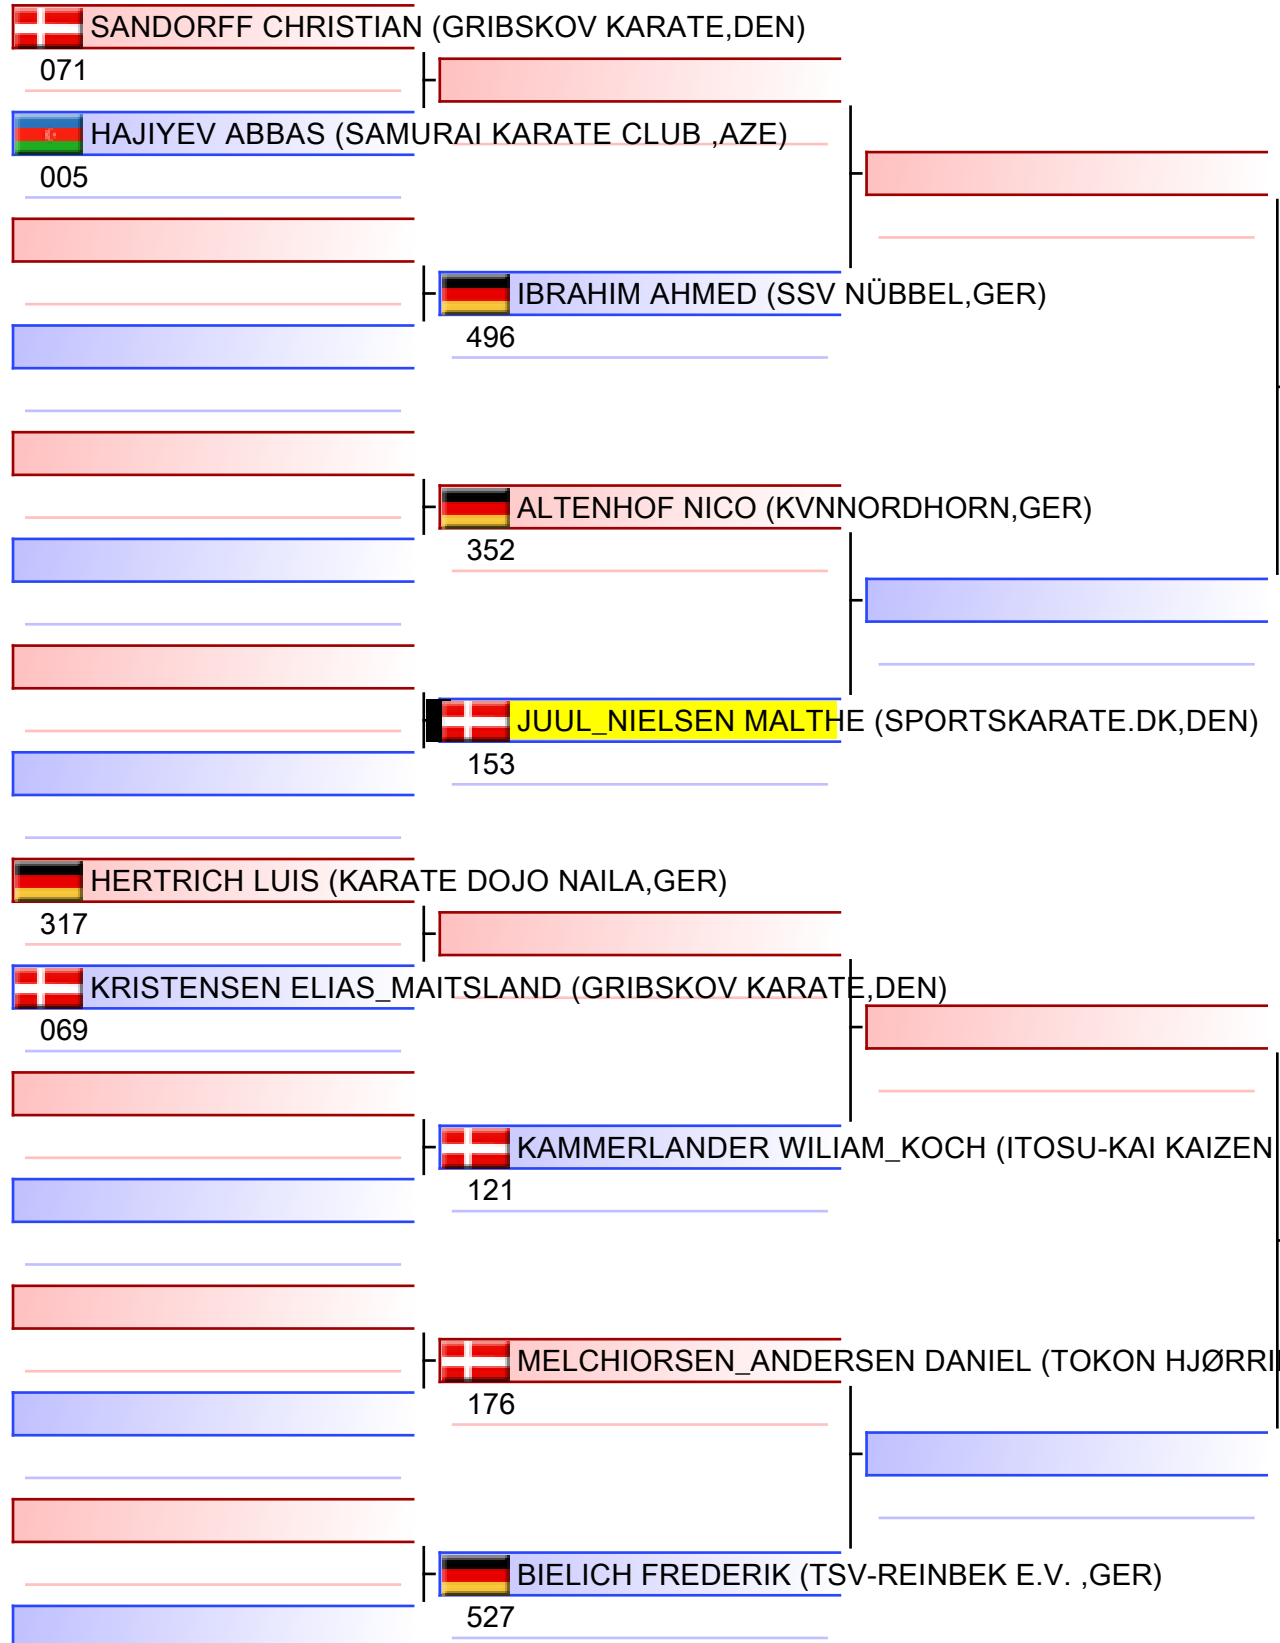 SANDORFF CHRISTIAN (GRIBSKOV KARATE,DEN)
071
HAJIYEV ABBAS (SAMURAI KARATE CLUB ,AZE)
005
IBRAHIM AHMED (SSV NÜBBEL,GER)
496
ALTENHOF NICO (KVNNORDHORN,GER)
352
JUUL_NIELSEN MALTHE (SPORTSKARATE.DK,DEN)
153
HERTRICH LUIS (KARATE DOJO NAILA,GER)
317
KRISTENSEN ELIAS_MAITSLAND (GRIBSKOV KARATE,DEN)
069
KAMMERLANDER WILIAM_KOCH (ITOSU-KAI KAIZEN
121
MELCHIORSEN_ANDERSEN DANIEL (TOKON
176
BIELICH FREDERIK (TSV-REINBEK E.V. ,GER)
527